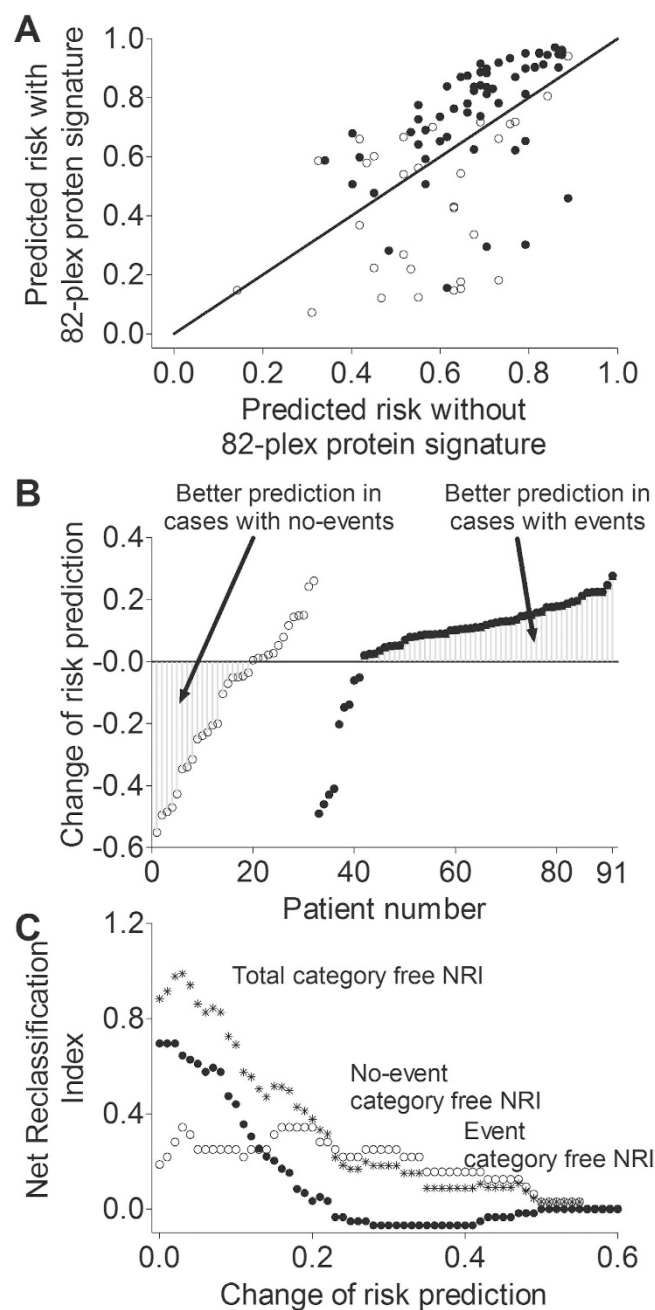 A
Predicted risk with
82-plex proten signature
1.0
0.8
0.6
0.4
0.2
0.0
0.0 0.2 0.4 0.6 0.8 1.0
Predicted risk without
82-plex protein signature
B
Better prediction in
cases with no-events
Better prediction in
cases with events
Change of risk prediction
0.4
0.2
-0.0
-0.2
-0.4
-0.6
0 20 40 60 80 91
Patient number
C
Net Reclassification
Index
1.2
0.8
0.4
0.0
Total category free NRI
No-event
category free NRI
Event
category free NRI
0.0 0.2 0.4 0.6
Change of risk prediction